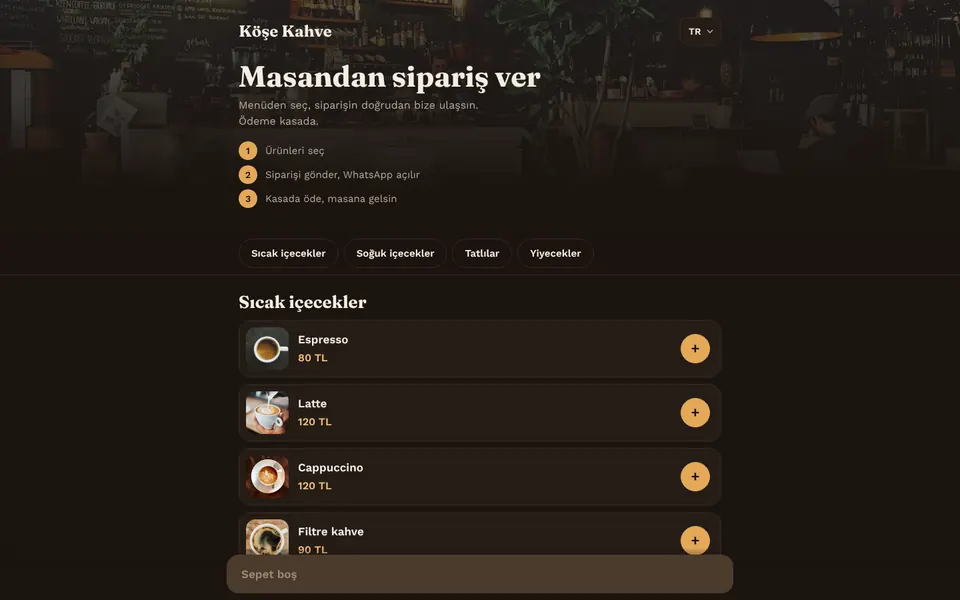 Köşe Kahve
TR
Masandan sipariş ver
Menüden seç, siparişin doğrudan bize ulaşsın.
Ödeme kasada.
1 Ürünleri seç
2 Siparişi gönder, WhatsApp açılır
3 Kasada öde, masana gelsin
Sıcak içecekler
Soğuk içecekler
Tatlılar
Yiyecekler
Sıcak içecekler
Espresso
80 TL
+
Latte
120 TL
+
Cappuccino
120 TL
+
Filtre kahve
90 TL
+
Sepet boş